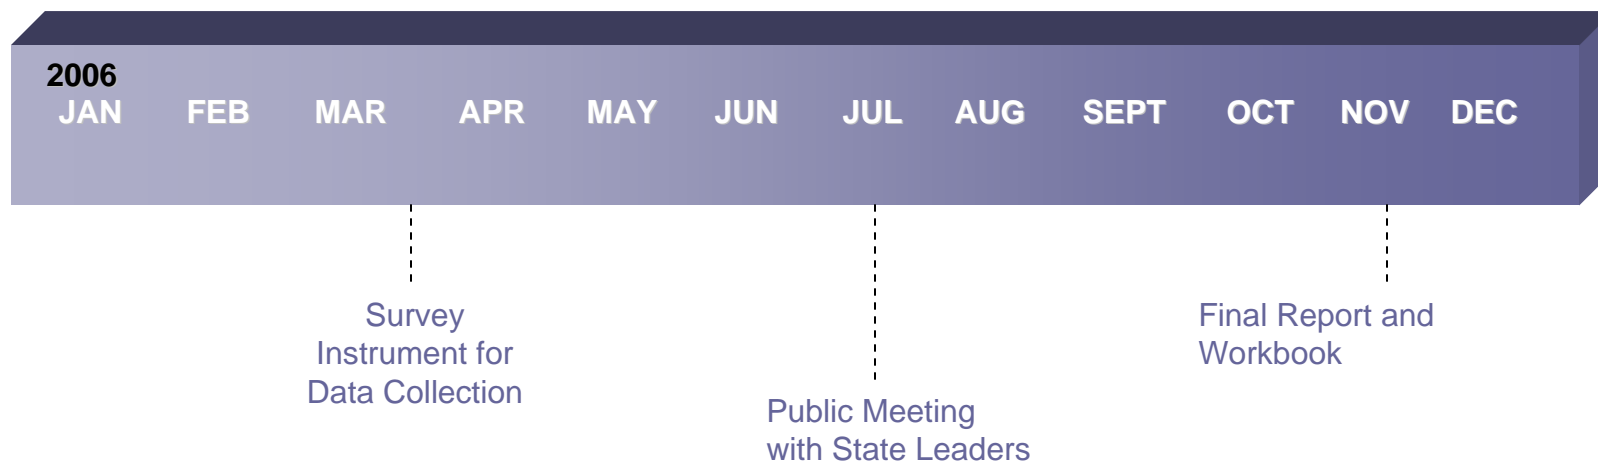 2006
JAN FEB MAR APR MAY JUN JUL AUG SEPT OCT NOV DEC
Survey
Instrument for
Data Collection
Public Meeting
with State Leaders
Final Report and
Workbook